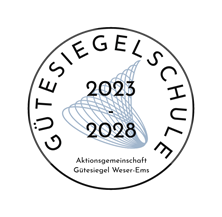 GÜTESIEGELSCHULE
2023
-
2028
Aktionsgemeinschaft
Gütesiegel Weser-Ems